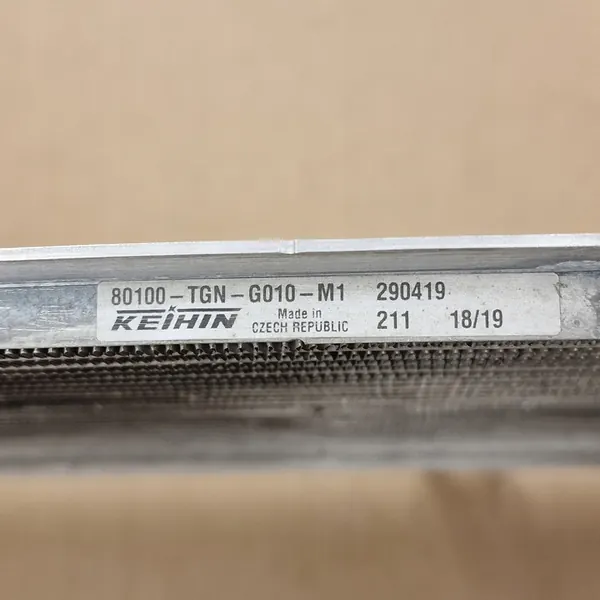 80100-TGN-G010-M1 290419
KEIHIN Made in CZECH REPUBLIC 211 18/19